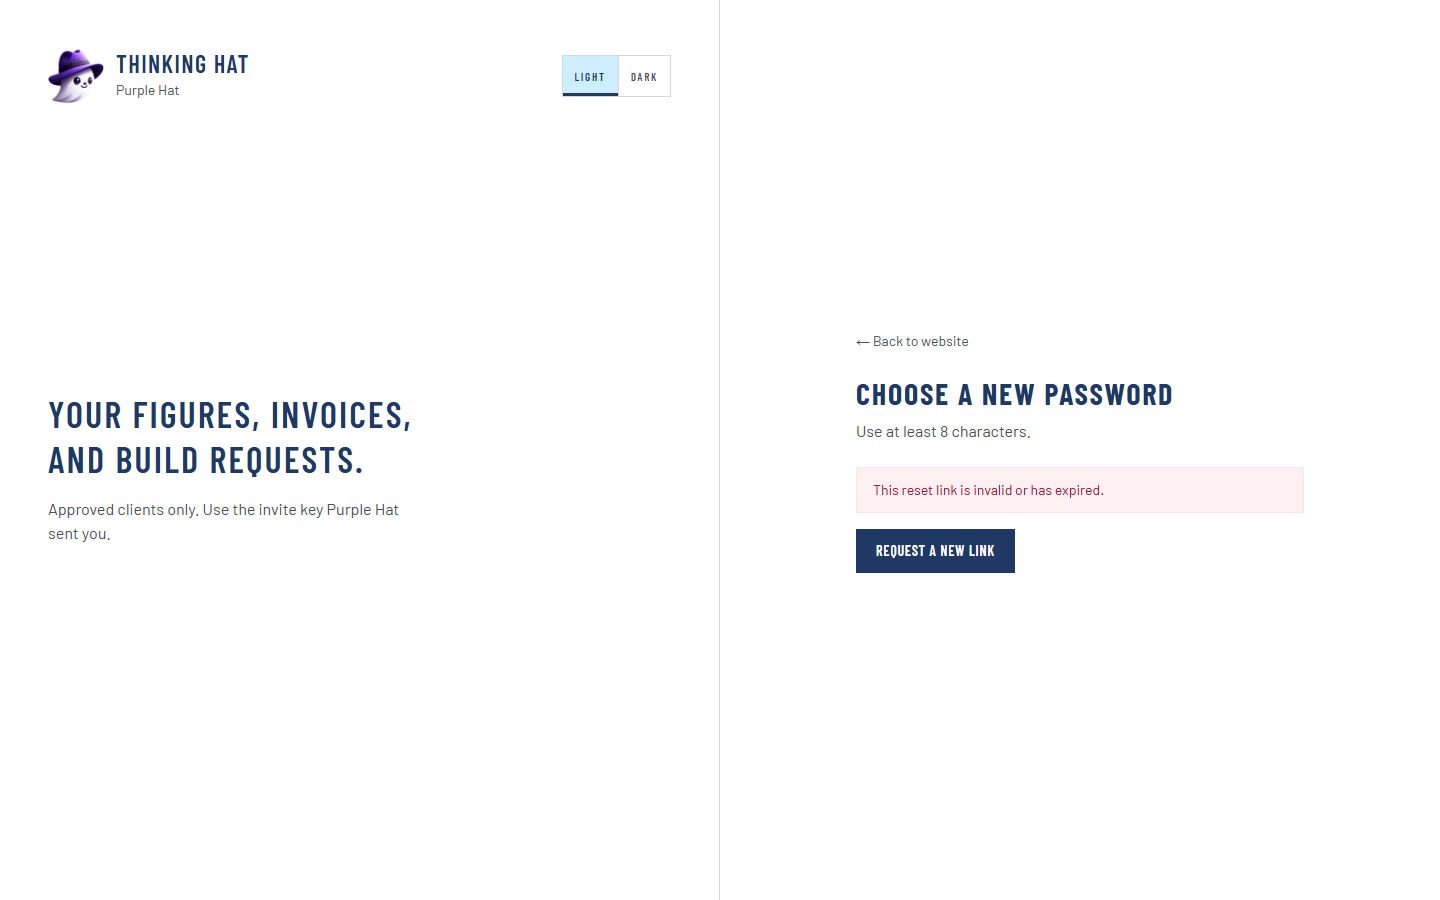 THINKING HAT
Purple Hat
LIGHT
DARK
YOUR FIGURES, INVOICES,
AND BUILD REQUESTS.
Approved clients only. Use the invite key Purple Hat
sent you.
← Back to website
CHOOSE A NEW PASSWORD
Use at least 8 characters.
This reset link is invalid or has expired.
REQUEST A NEW LINK